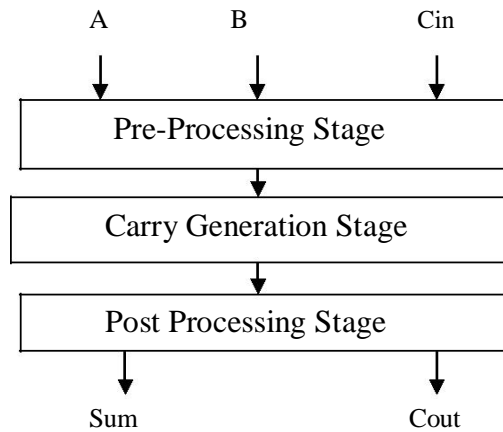 A B Cin
Pre-Processing Stage
Carry Generation Stage
Post Processing Stage
Sum Cout